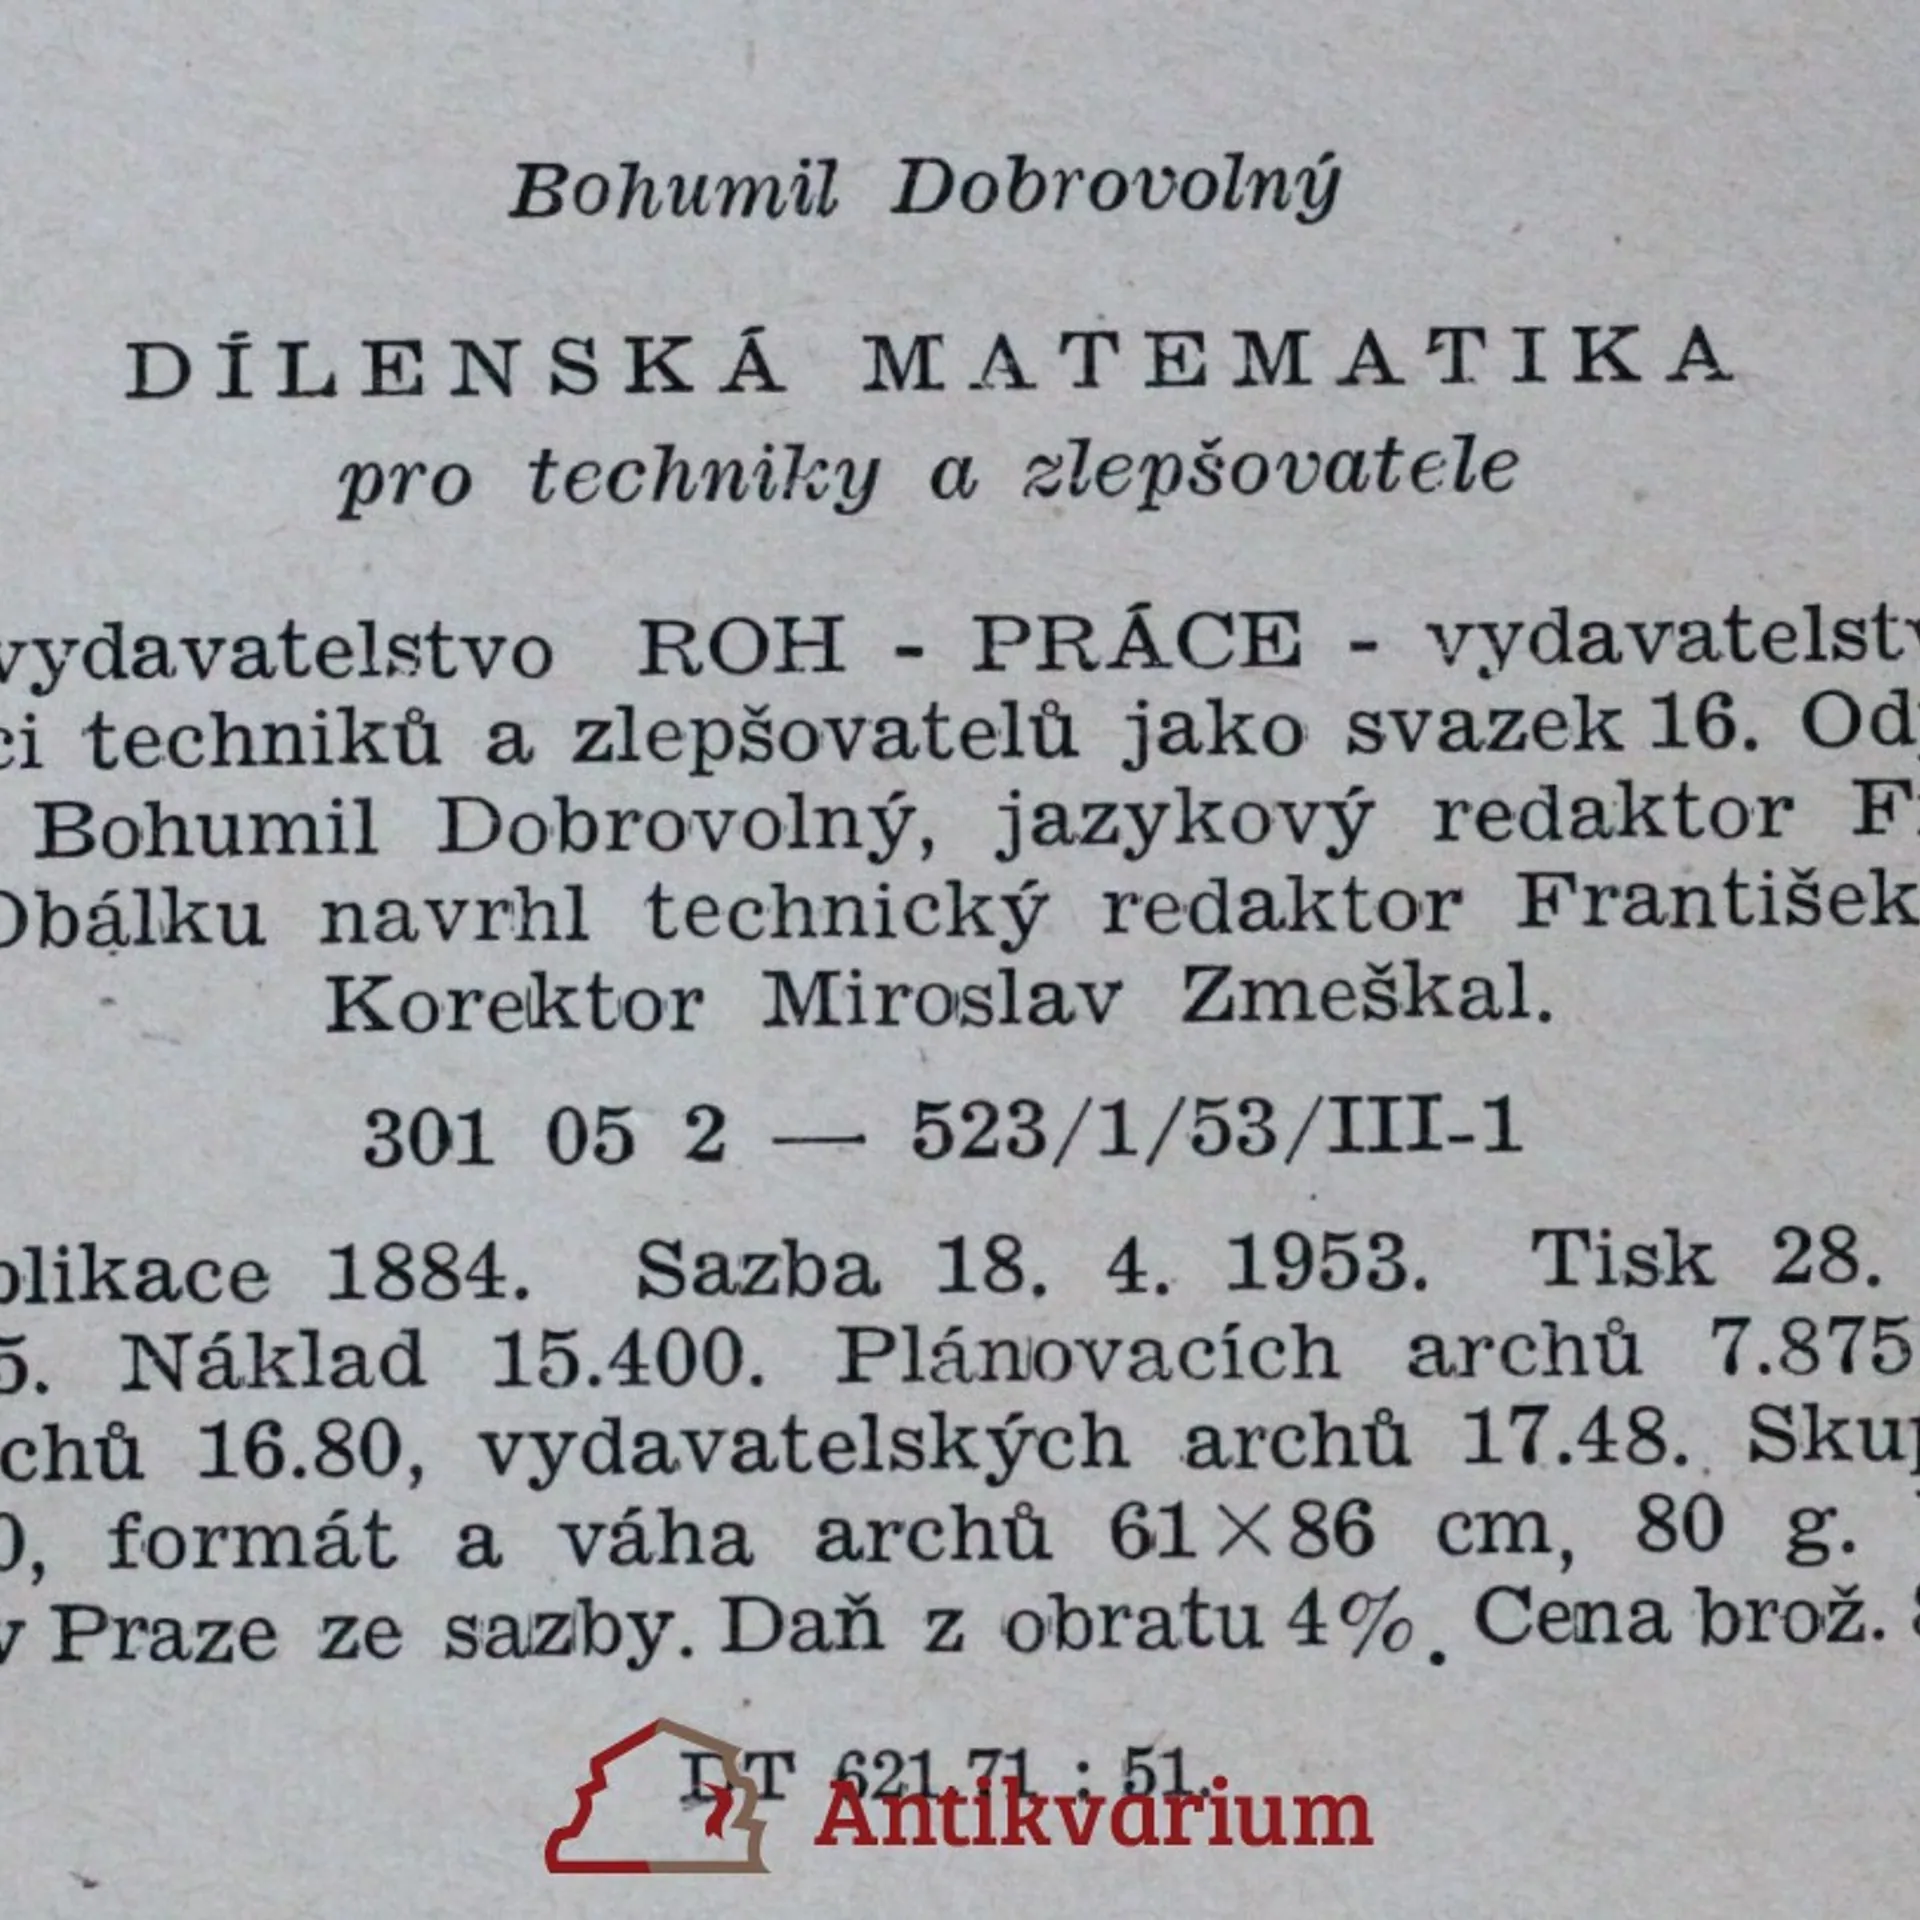 Bohumil Dobrovolný
DÍLENSKÁ MATEMATIKA
pro techniky a zlepšovatele
vydavatelstvo ROH - PRÁCE - vydavatelstv
ci techniků a zlepšovatelů jako svazek 16. Od
Bohumil Dobrovolný, jazykový redaktor F
Obálku navrhl technický redaktor František
Korektor Miroslav Zmeškal.
301 05 2 — 523/1/53/III-1
blikace 1884. Sazba 18. 4. 1953. Tisk 28.
5. Náklad 15.400. Plánovacích archů 7.875
chů 16.80, vydavatelských archů 17.48. Skup
0, formát a váha archů 61×86 cm, 80 g.
v Praze ze sazby. Daň z obratu 4%. Cena brož. 8
DT 621.71 : 51.
Antikvarium